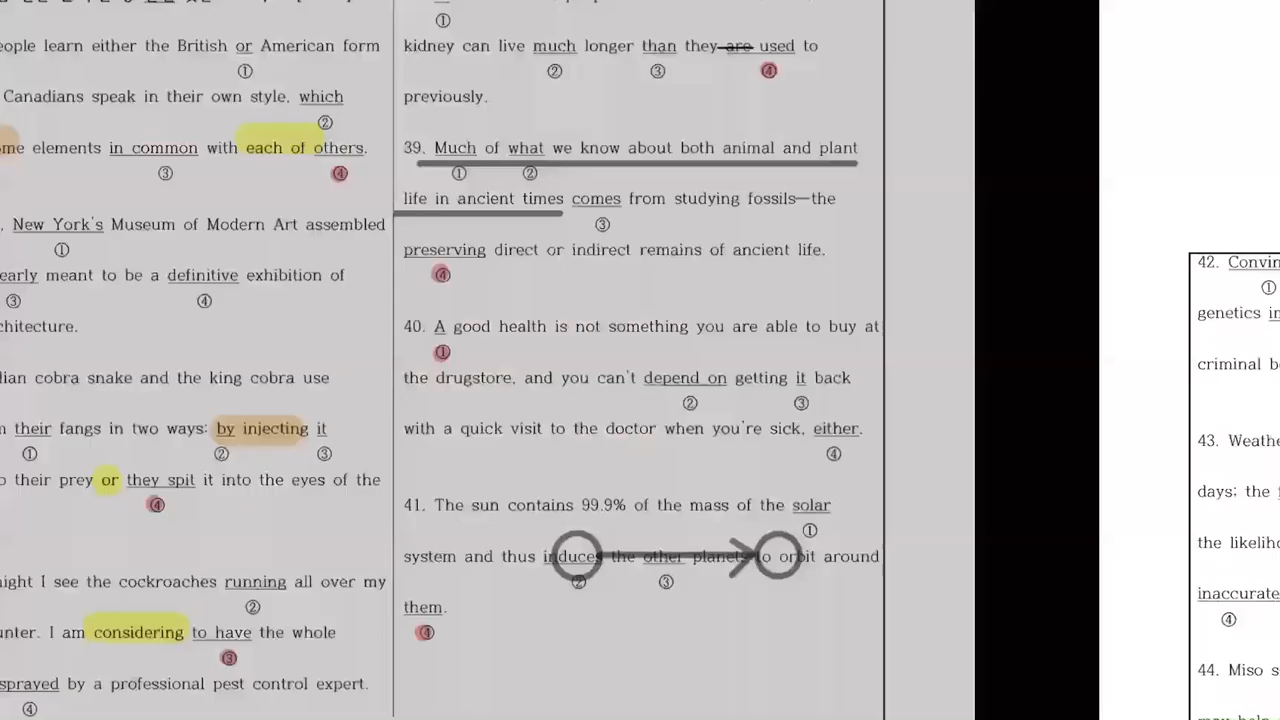 eople learn either the British or American form
①
Canadians speak in their own style, which
②
me elements in common with each of others.
③ ④
, New York's Museum of Modern Art assembled
①
early meant to be a definitive exhibition of
③ ④
chitecture.
dian cobra snake and the king cobra use
their fangs in two ways: by injecting it
① ② ③
o their prey or they spit it into the eyes of the
④
night I see the cockroaches running all over my
②
unter. I am considering to have the whole
③
sprayed by a professional pest control expert.
④
①
kidney can live much longer than they are used to
② ③ ④
previously.
39. Much of what we know about both animal and plant
① ②
life in ancient times comes from studying fossils—the
③
preserving direct or indirect remains of ancient life.
④
40. A good health is not something you are able to buy at
①
the drugstore, and you can't depend on getting it back
② ③
with a quick visit to the doctor when you're sick, either.
④
41. The sun contains 99.9% of the mass of the solar
①
system and thus induces the other planets to orbit around
② ③
them.
④
42. Convin
①
genetics in
criminal b
43. Weathe
days; the
the likeliho
inaccurate
④
44. Miso s
may help